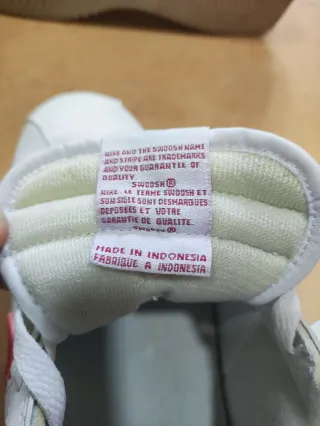 NIKE AND THE SWOOSH NAME
AND STRIPE ARE TRADEMARKS
AND YOUR GUARANTEE OF
QUALITY
SWOOSH®
NIKE. LE TERME SWOOSH ET
SON SIGLE SONT DESMARQUES
DEPOSEES ET VOTRE
GARANTIE DE QUALITE.
SWOOSH®
MADE IN INDONESIA
FABRIQUE A INDONESIA